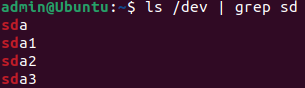 admin@Ubuntu:~$ ls /dev | grep sd
sda
sda1
sda2
sda3